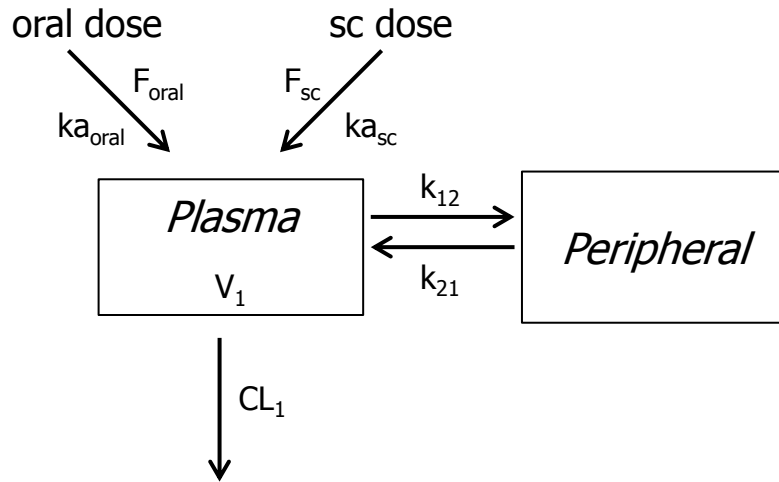 oral dose
sc dose
F_oral
F_sc
ka_oral
ka_sc
Plasma
V_1
k_12
k_21
Peripheral
CL_1